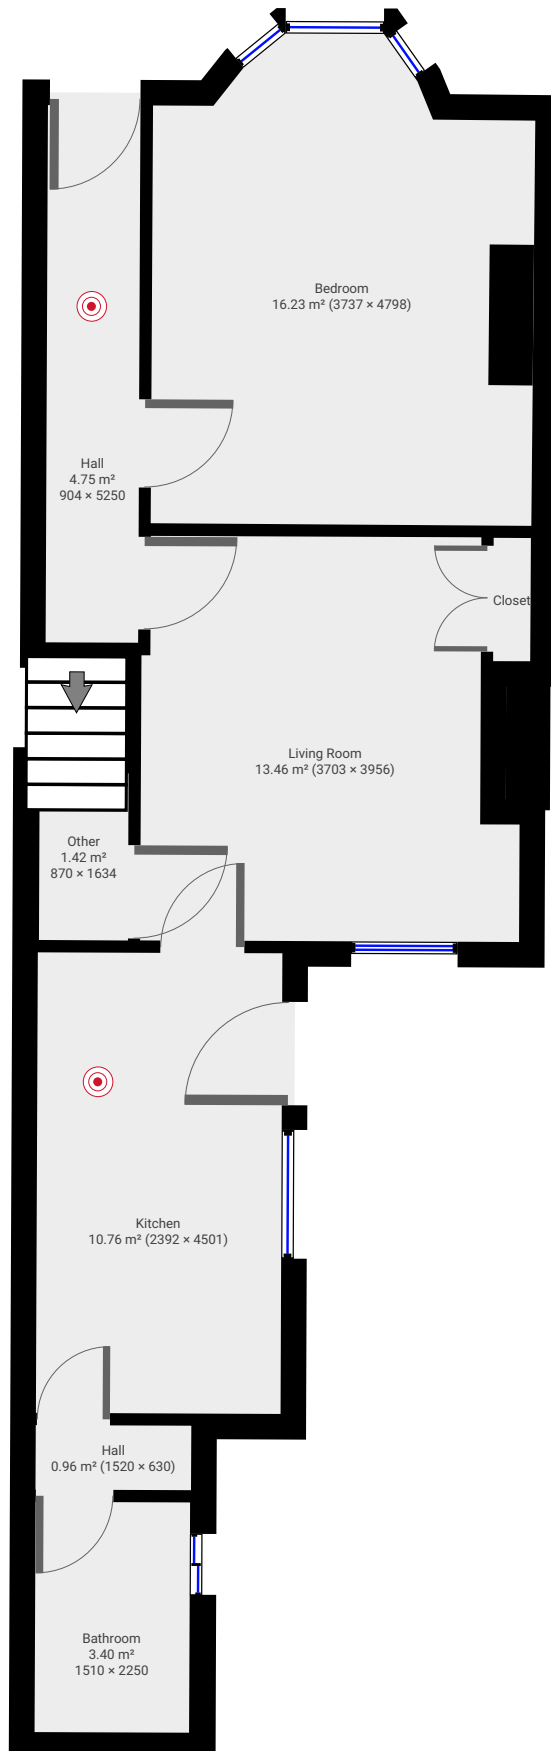 Bedroom
16.23 m² (3737 × 4798)
Hall
4.75 m²
904 × 5250
Closet
Living Room
13.46 m² (3703 × 3956)
Other
1.42 m²
870 × 1634
Kitchen
10.76 m² (2392 × 4501)
Hall
0.96 m² (1520 × 630)
Bathroom
3.40 m²
1510 × 2250